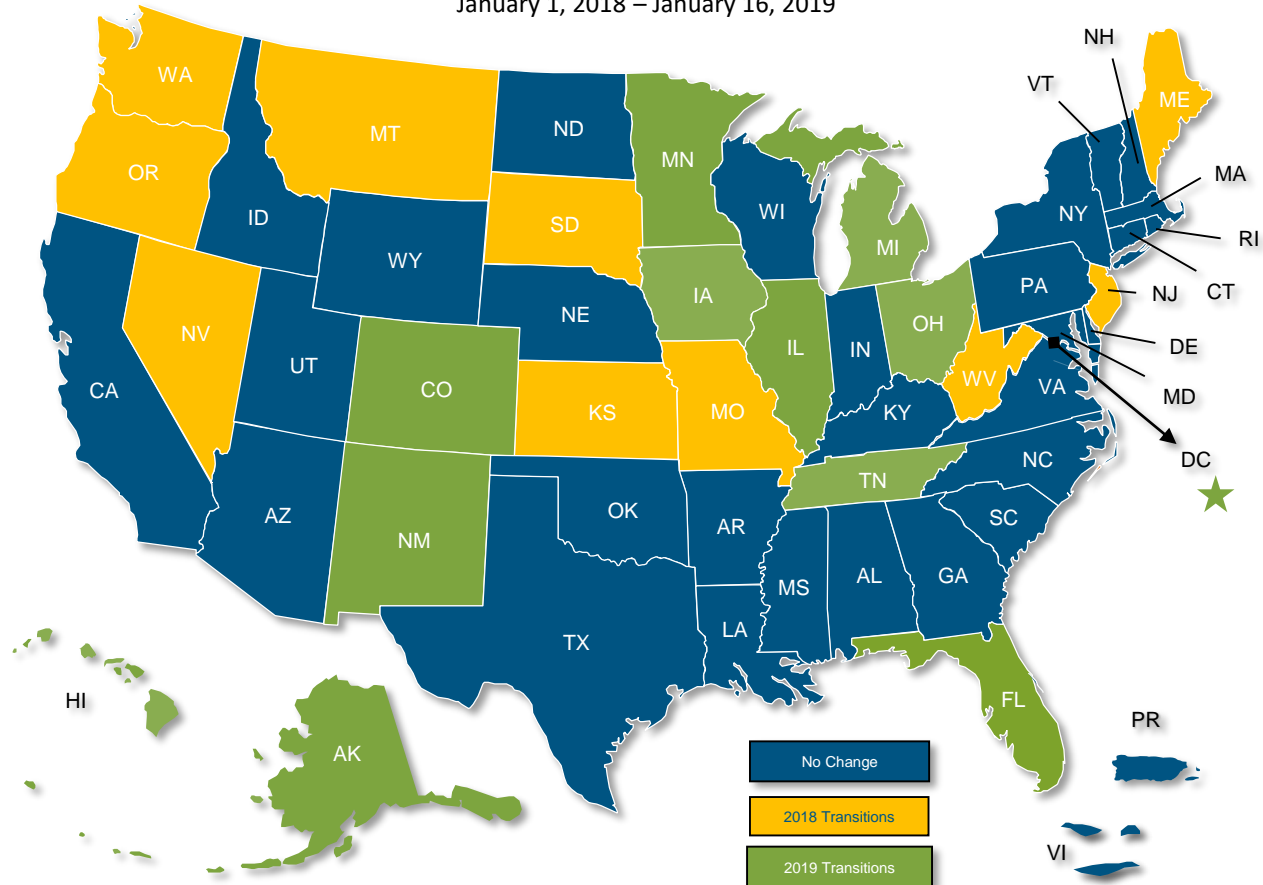 January 1, 2018 – January 16, 2019
NH
VT
WA
ME
MT
ND
MN
OR
MA
ID
WI
NY
SD
RI
MI
WY
CT
IA
PA
NJ
NE
OH
NV
IL
IN
DE
UT
WV
CA
CO
VA
MD
KS
MO
KY
NC
DC
TN
AZ
OK
SC
AR
NM
GA
AL
MS
LA
TX
HI
FL
PR
AK
No Change
2018 Transitions
VI
2019 Transitions